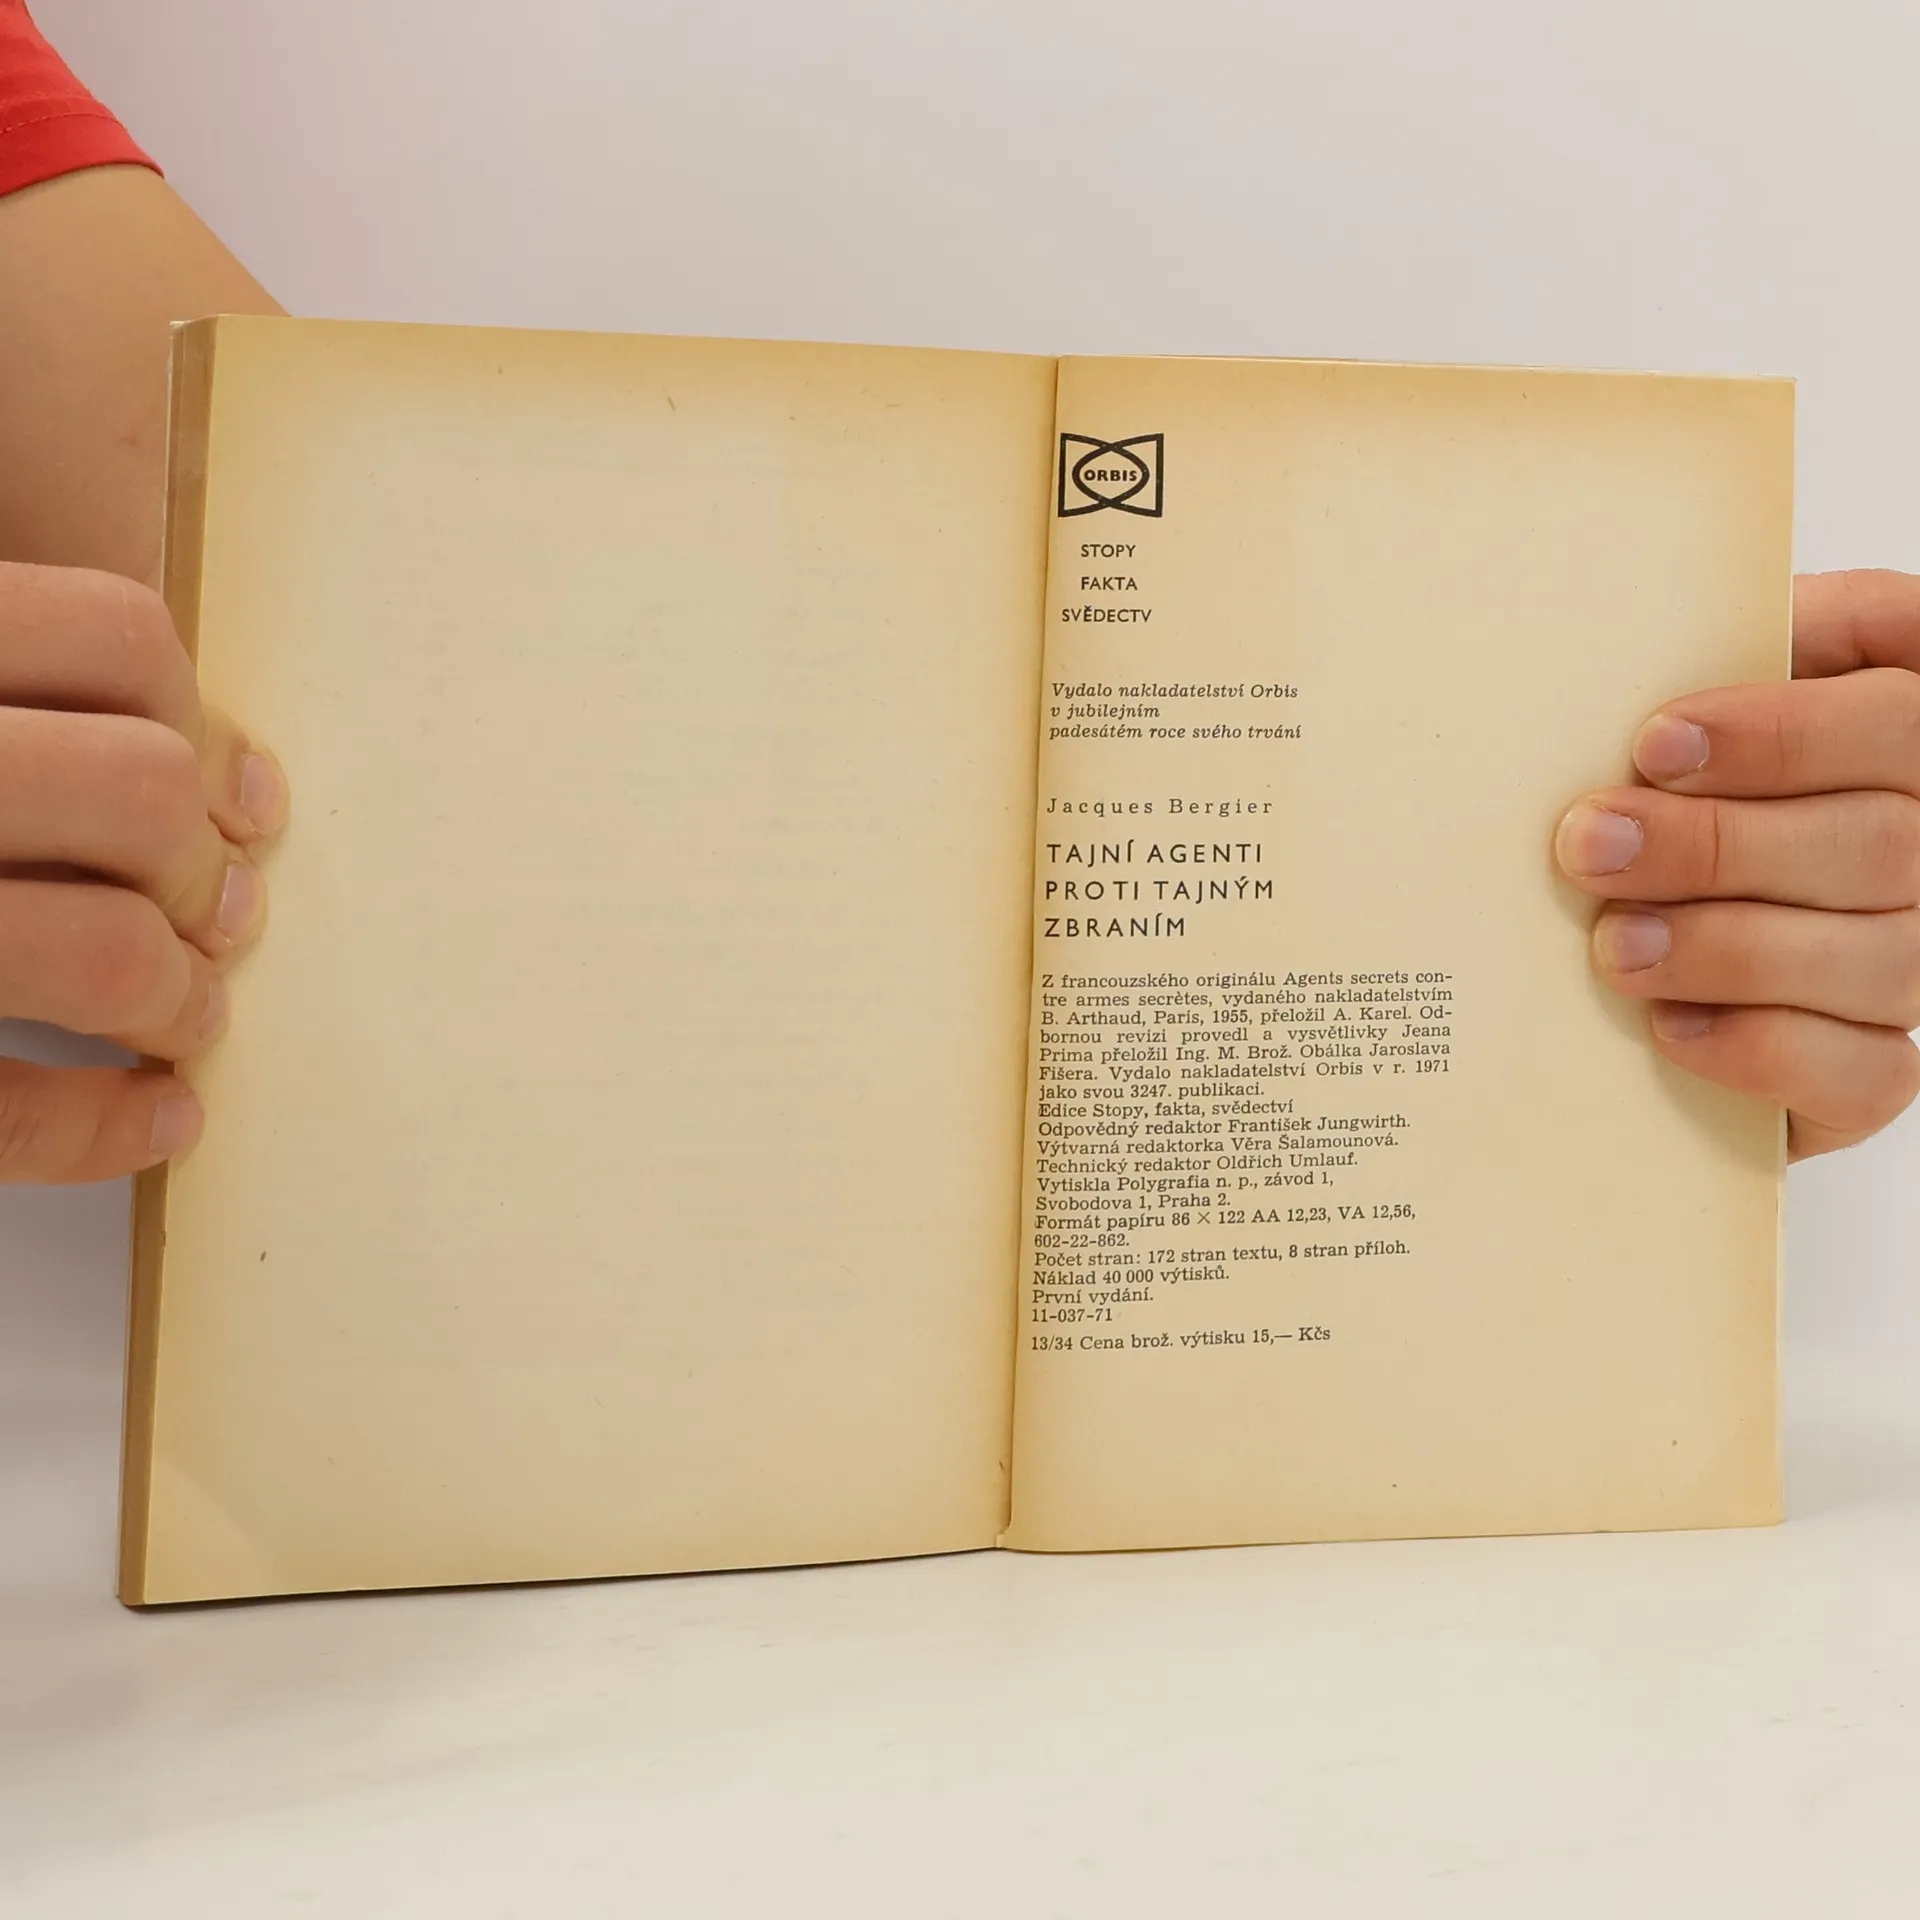 ORBIS
STOPY
FAKTA
SVĚDECTV
Vydalo nakladatelství Orbis
v jubilejním
padesátém roce svého trvání
Jacques Bergier
TAJNÍ AGENTI
PROTI TAJNÝM
ZBRANÍM
Z francouzského originálu Agents secrets con-
tre armes secrètes, vydaného nakladatelstvím
B. Arthaud, Paris, 1955, přeložil A. Karel. Od-
bornou revizi provedl a vysvětlivky Jeana
Prima přeložil Ing. M. Brož. Obálka Jaroslava
Fišera. Vydalo nakladatelství Orbis v r. 1971
jako svou 3247. publikaci.
Edice Stopy, fakta, svědectví
Odpovědný redaktor František Jungwirth.
Výtvarná redaktorka Věra Šalamounová.
Technický redaktor Oldřich Umlauf.
Vytiskla Polygrafia n. p., závod 1,
Svobodova 1, Praha 2.
Formát papíru 86 × 122 AA 12,23, VA 12,56,
602-22-862.
Počet stran: 172 stran textu, 8 stran příloh.
Náklad 40 000 výtisků.
První vydání.
11-037-71
13/34 Cena brož. výtisku 15,— Kčs